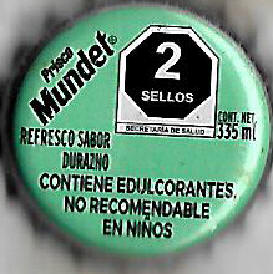 Prisca
Mundet®
2
SELLOS
SECRETARÍA DE SALUD
CONT. NET.
335 ml
REFRESCO SABOR
DURAZNO
CONTIENE EDULCORANTES,
NO RECOMENDABLE
EN NIÑOS